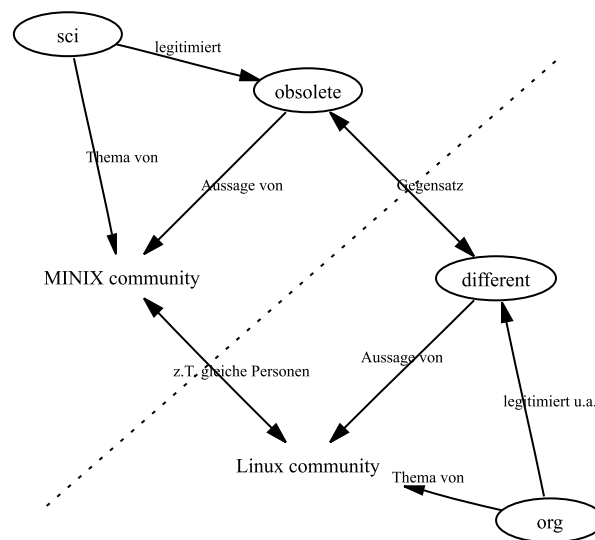 sci
legitimiert
obsolete
Thema von
Aussage von
Gegensatz
MINIX community
different
z.T. gleiche Personen
Aussage von
legitimiert u.a.
Linux community
Thema von
org